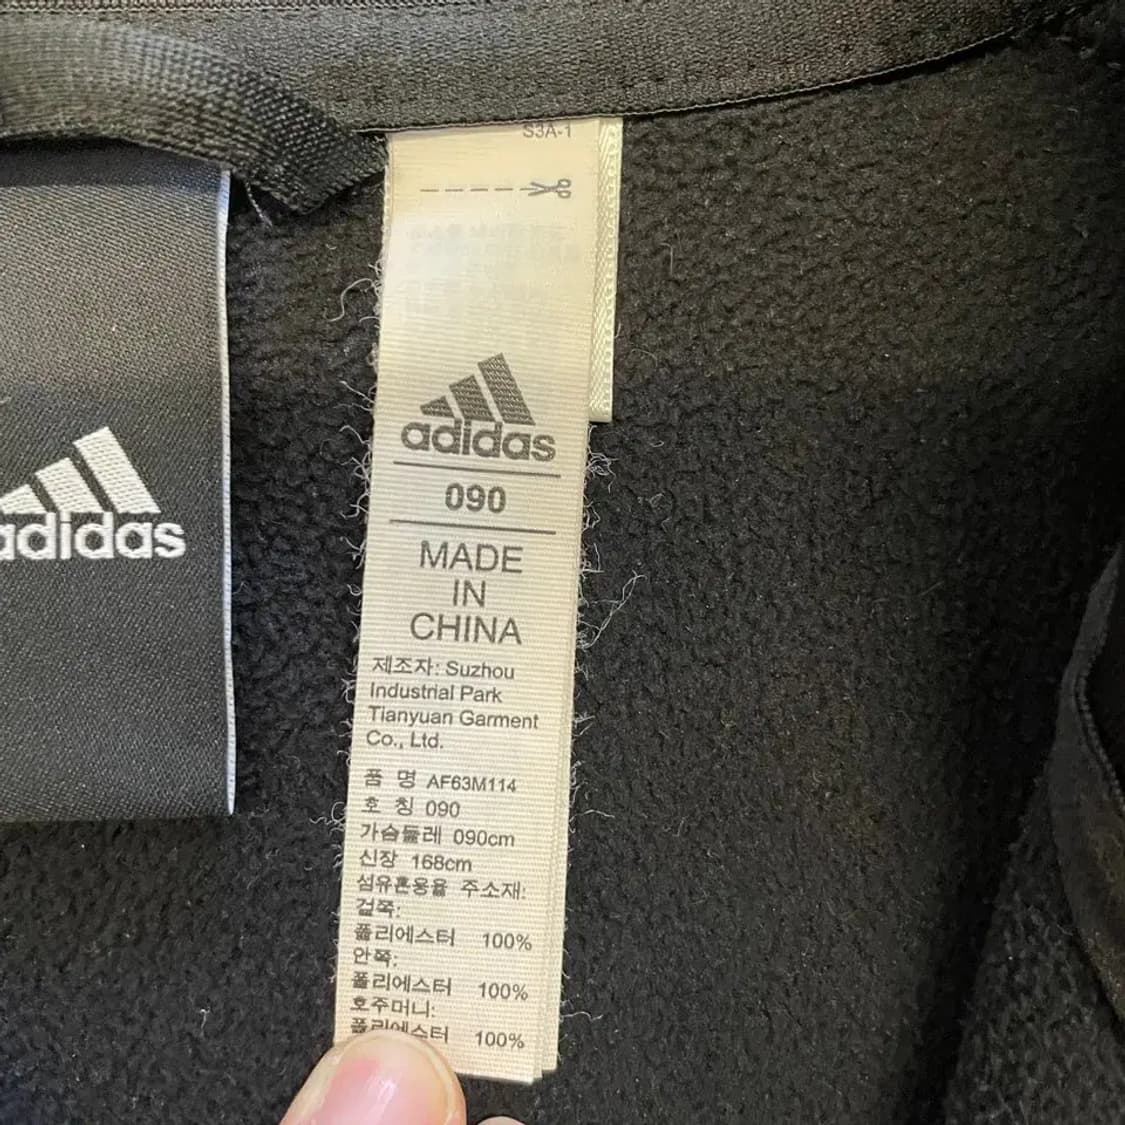 S3A-1
adidas
adidas
090
MADE
IN
CHINA
제조자: Suzhou
Industrial Park
Tianyuan Garment
Co., Ltd.
품 명 AF63M114
호 칭 090
가슴둘레 090cm
신장 168cm
섬유혼용율 주소재:
겉쪽:
폴리에스터 100%
안쪽:
폴리에스터 100%
호주머니:
폴리에스터 100%